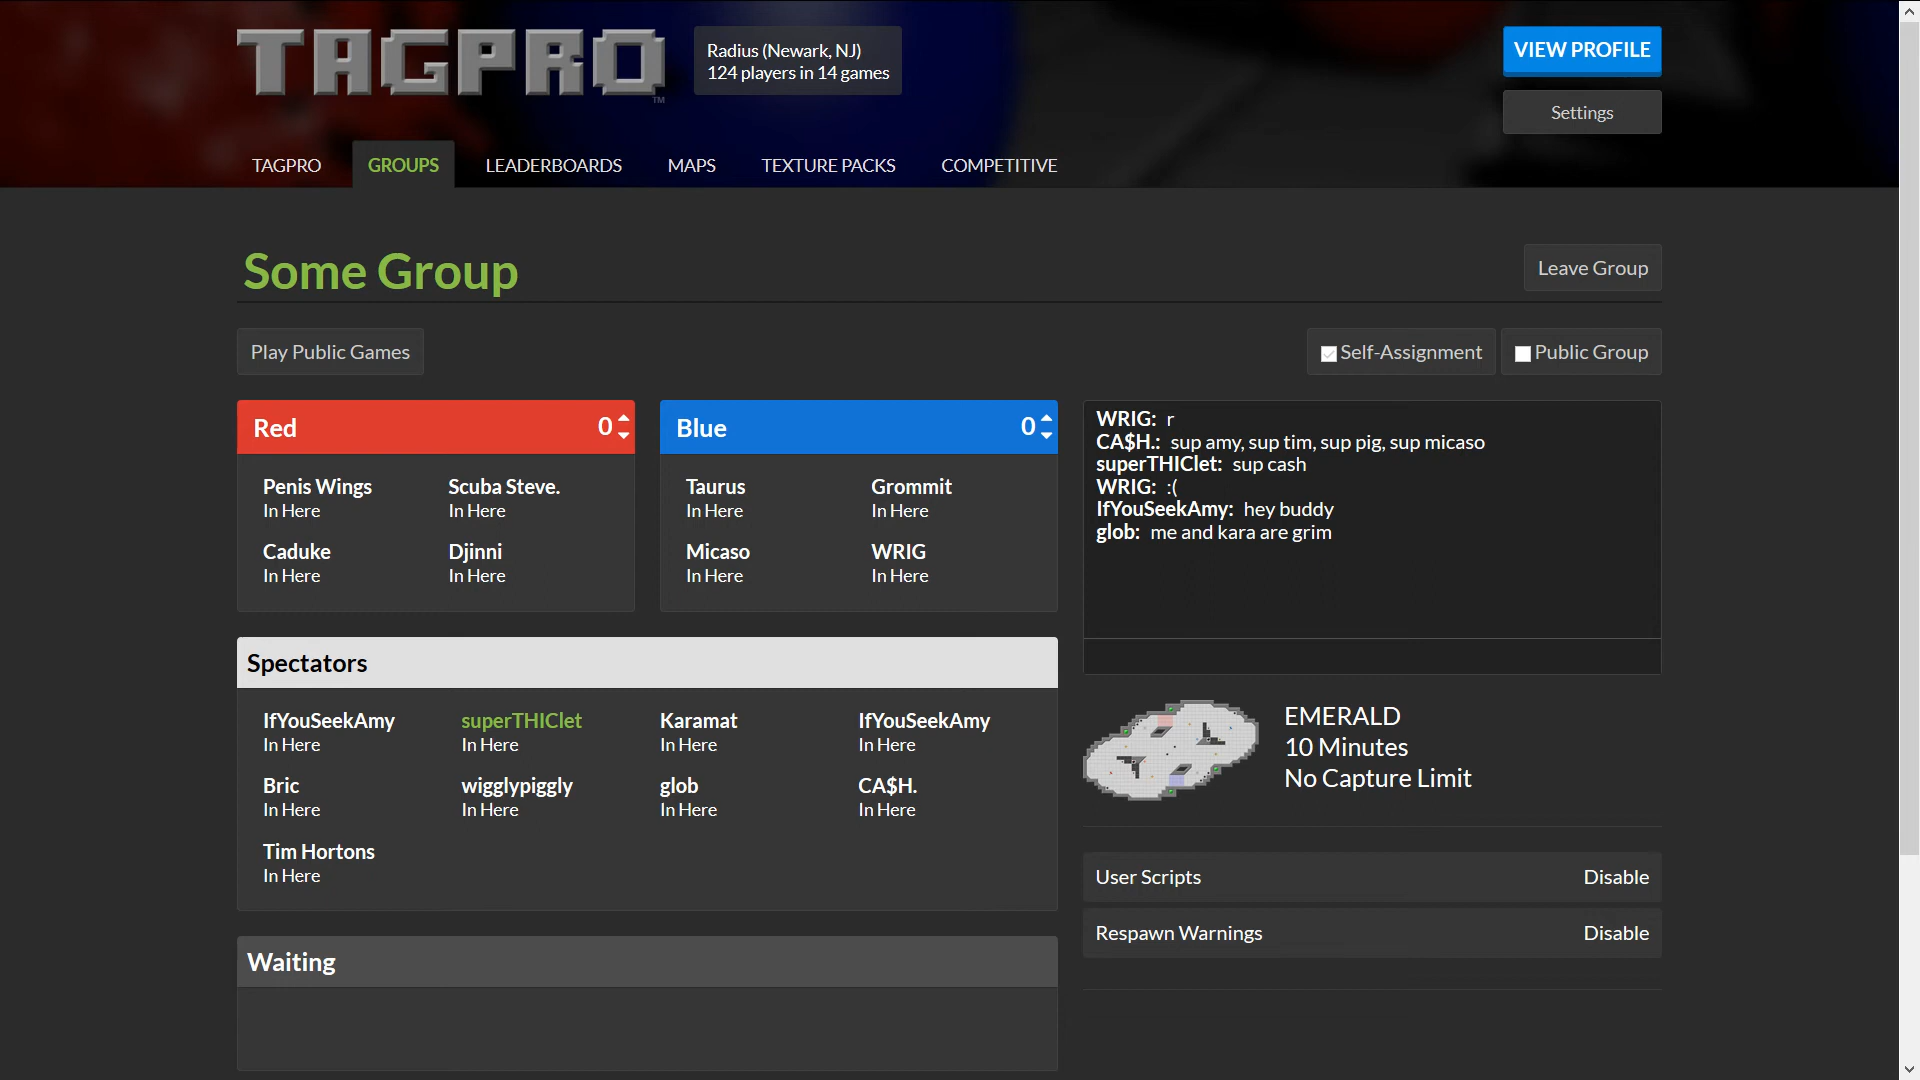 TAGPRO
TM
Radius (Newark, NJ)
124 players in 14 games
VIEW PROFILE
Settings
TAGPRO
GROUPS
LEADERBOARDS
MAPS
TEXTURE PACKS
COMPETITIVE
Some Group
Leave Group
Play Public Games
Self-Assignment
Public Group
Red
0
Penis Wings
In Here
Scuba Steve.
In Here
Caduke
In Here
Djinni
In Here
Blue
0
Taurus
In Here
Grommit
In Here
Micaso
In Here
WRIG
In Here
WRIG: r
CA$H.: sup amy, sup tim, sup pig, sup micaso
superTHIClet: sup cash
WRIG: :(
IfYouSeekAmy: hey buddy
glob: me and kara are grim
Spectators
IfYouSeekAmy
In Here
superTHIClet
In Here
Karamat
In Here
IfYouSeekAmy
In Here
Bric
In Here
wigglypiggly
In Here
glob
In Here
CA$H.
In Here
Tim Hortons
In Here
EMERALD
10 Minutes
No Capture Limit
User Scripts
Disable
Respawn Warnings
Disable
Waiting